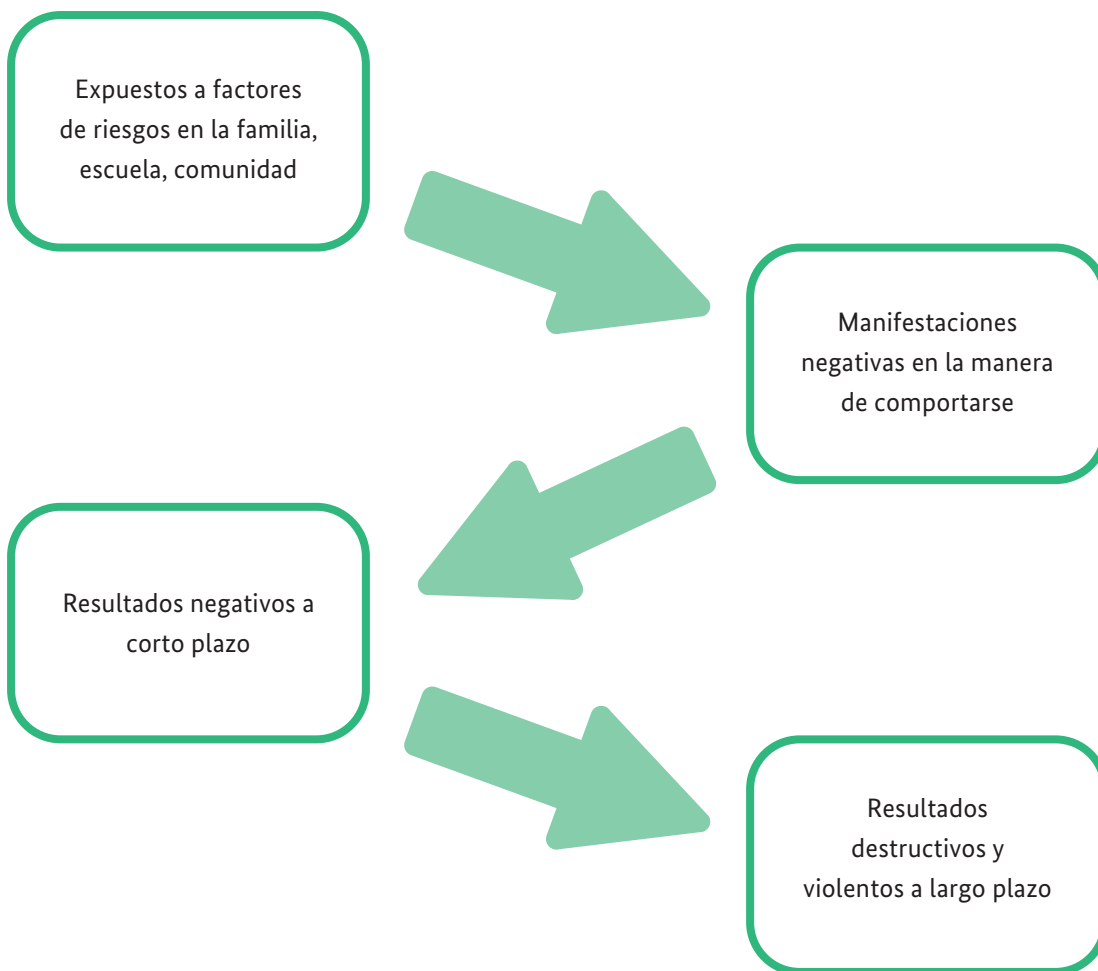 Expuestos a factores
de riesgos en la familia,
escuela, comunidad
Manifestaciones
negativas en la manera
de comportarse
Resultados negativos a
corto plazo
Resultados
destructivos y
violentos a largo plazo